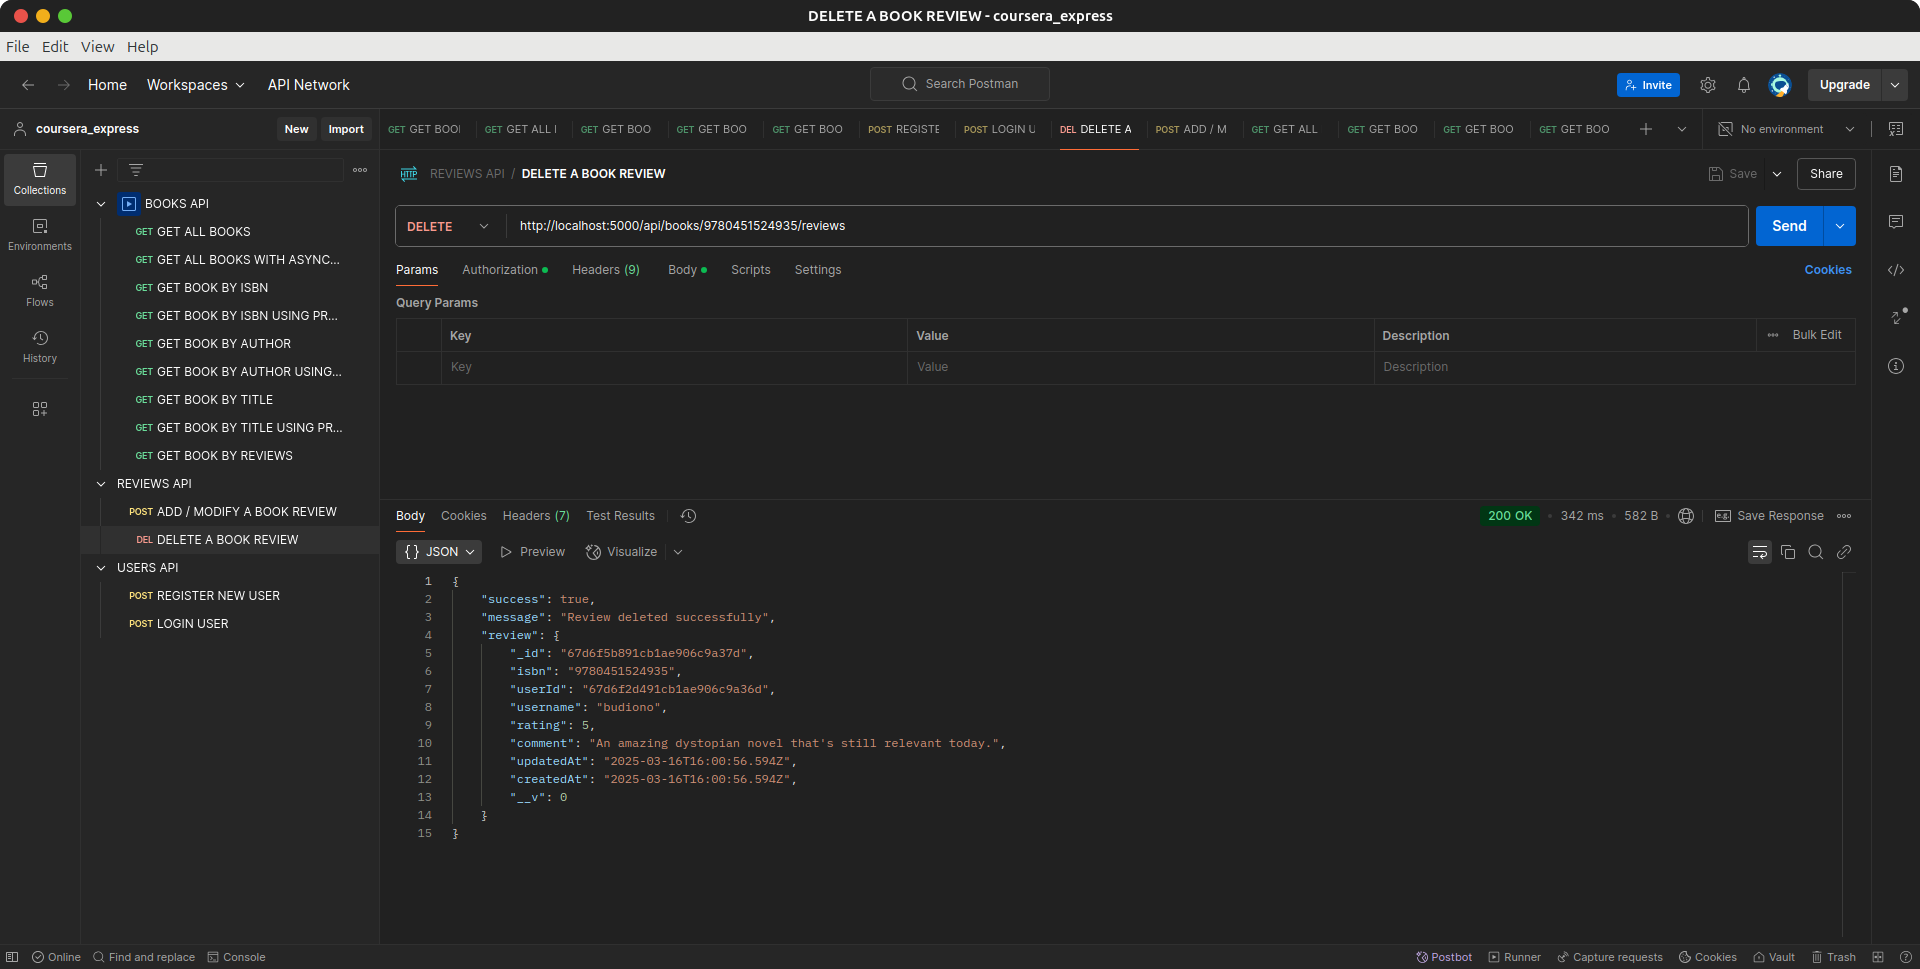 DELETE A BOOK REVIEW - coursera_express
File Edit View Help
Home Workspaces API Network Search Postman Invite Upgrade
coursera_express New Import
GET GET BOO GET GET ALL GET GET BOO GET GET BOO GET GET BOO POST REGISTE POST LOGIN U DEL DELETE A POST ADD / M GET GET ALL GET GET BOO GET GET BOO GET GET BOO No environment
Collections
Environments
Flows
History
BOOKS API
GET GET ALL BOOKS
GET GET ALL BOOKS WITH ASYNC...
GET GET BOOK BY ISBN
GET GET BOOK BY ISBN USING PR...
GET GET BOOK BY AUTHOR
GET GET BOOK BY AUTHOR USING...
GET GET BOOK BY TITLE
GET GET BOOK BY TITLE USING PR...
GET GET BOOK BY REVIEWS
REVIEWS API
POST ADD / MODIFY A BOOK REVIEW
DEL DELETE A BOOK REVIEW
USERS API
POST REGISTER NEW USER
POST LOGIN USER
HTTP REVIEWS API / DELETE A BOOK REVIEW Save Share
DELETE http://localhost:5000/api/books/9780451524935/reviews Send
Params Authorization Headers (9) Body Scripts Settings Cookies
Query Params
Key Value Description Bulk Edit
Key Value Description
Body Cookies Headers (7) Test Results 200 OK 342 ms 582 B e.g. Save Response
{} JSON Preview Visualize
1 {
2 "success": true,
3 "message": "Review deleted successfully",
4 "review": {
5 "_id": "67d6f5b891cb1ae906c9a37d",
6 "isbn": "9780451524935",
7 "userId": "67d6f2d491cb1ae906c9a36d",
8 "username": "budiono",
9 "rating": 5,
10 "comment": "An amazing dystopian novel that's still relevant today.",
11 "updatedAt": "2025-03-16T16:00:56.594Z",
12 "createdAt": "2025-03-16T16:00:56.594Z",
13 "__v": 0
14 }
15 }
Online Find and replace Console Postbot Runner Capture requests Cookies Vault Trash